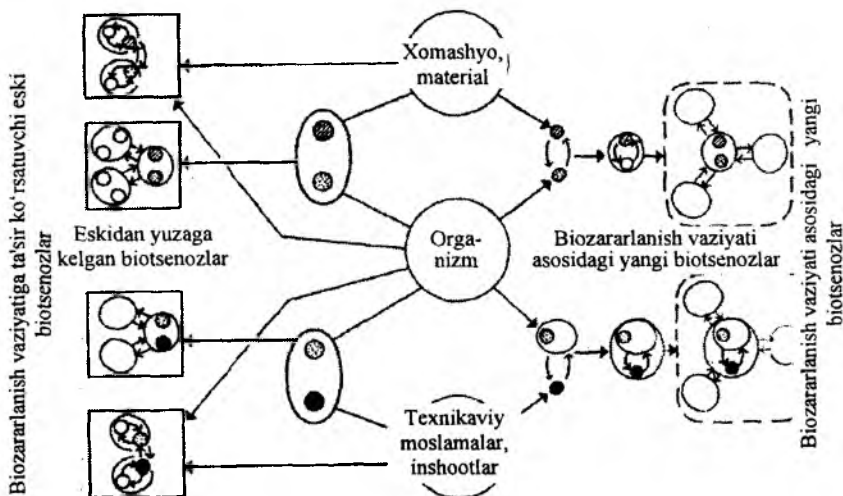 Biozararlanish vaziyatiga ta'sir ko‘rsatuvchi eski
biotsenozlar
Xomashyo,
material
Eskidan yuzaga
kelgan biotsenozlar
Orga-
nizm
Biozararlanish vaziyati
asosidagi yangi biotsenozlar
Texnikaviy
moslamalar,
inshootlar
Biozararlanish vaziyati asosidagi yangi
biotsenozlar